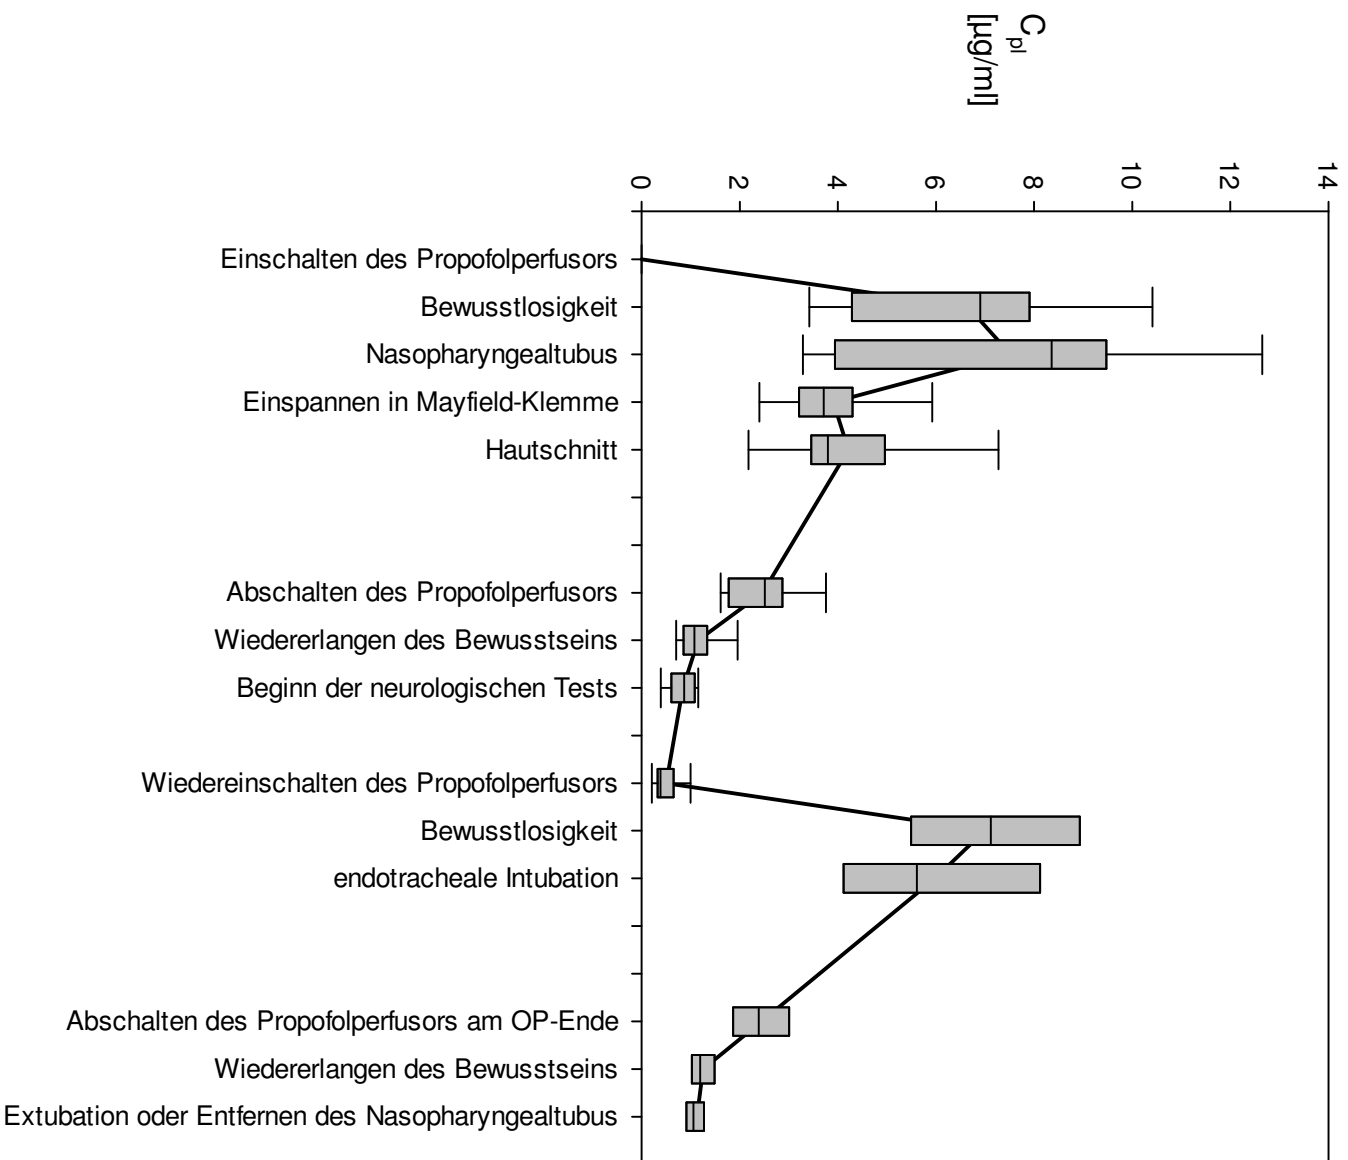 C pl
[µg/ml]
0 2 4 6 8 10 12 14
Einschalten des Propofolperfusors
Bewusstlosigkeit
Nasopharyngealtubus
Einspannen in Mayfield-Klemme
Hautschnitt
Abschalten des Propofolperfusors
Wiedererlangen des Bewusstseins
Beginn der neurologischen Tests
Wiedereinschalten des Propofolperfusors
Bewusstlosigkeit
endotracheale Intubation
Abschalten des Propofolperfusors am OP-Ende
Wiedererlangen des Bewusstseins
Extubation oder Entfernen des Nasopharyngealtubus